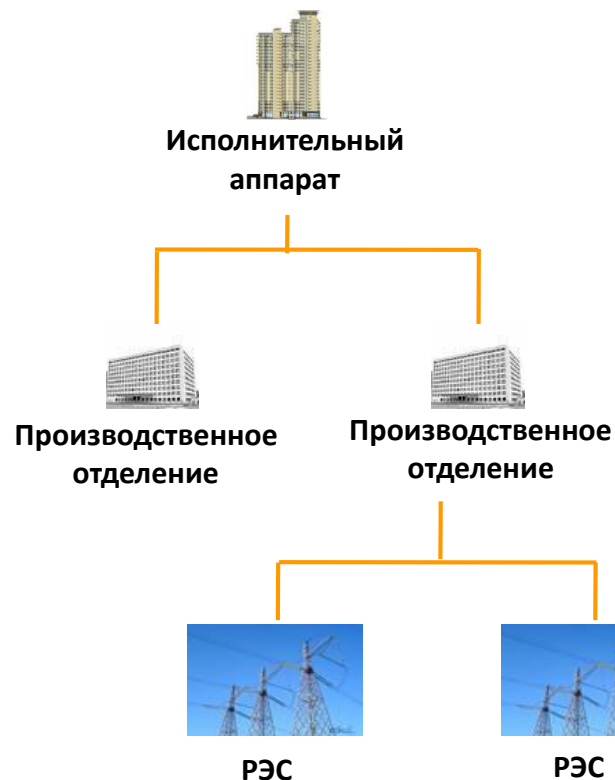 Исполнительный
аппарат
Производственное
отделение
Производственное
отделение
РЭС
РЭС